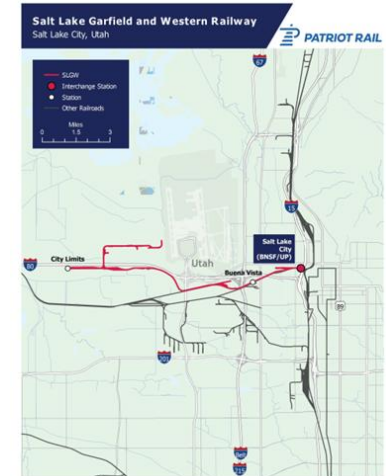 Salt Lake Garfield and Western Railway
Salt Lake City, Utah
PATRIOT RAIL
SLGW
Interchange Station
Station
Other Railroads
Miles
0 1.5 3
67
15
Salt Lake
City
(BNSF/UP)
City Limits
Utah
Buena Vista
80
89
201
215